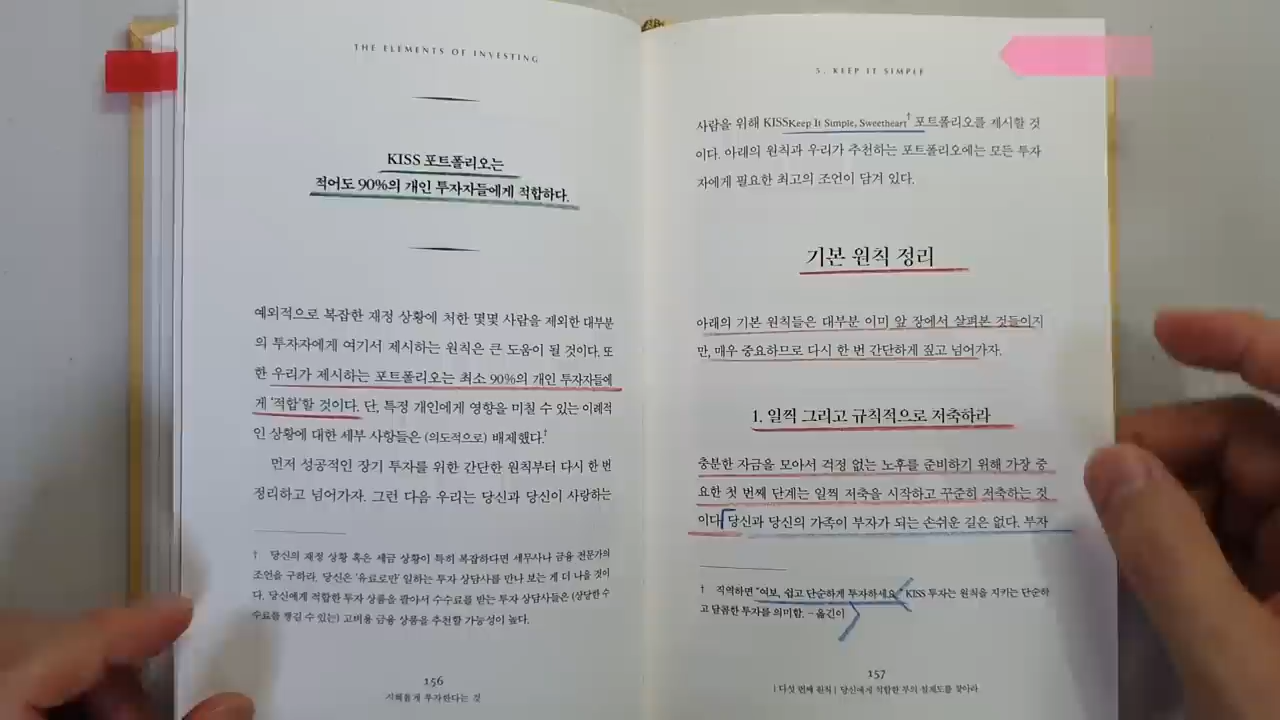 THE ELEMENTS OF INVESTING
KISS 포트폴리오는
적어도 90%의 개인 투자자들에게 적합하다.
예외적으로 복잡한 재정 상황에 처한 몇몇 사람을 제외한 대부분
의 투자자에게 여기서 제시하는 원칙은 큰 도움이 될 것이다. 또
한 우리가 제시하는 포트폴리오는 최소 90%의 개인 투자자들에
게 '적합'할 것이다. 단, 특정 개인에게 영향을 미칠 수 있는 이례적
인 상황에 대한 세부 사항들은 (의도적으로) 배제했다.†
먼저 성공적인 장기 투자를 위한 간단한 원칙부터 다시 한 번
정리하고 넘어가자. 그런 다음 우리는 당신과 당신이 사랑하는
† 당신의 재정 상황 혹은 세금 상황이 특히 복잡하다면 세무사나 금융 전문가의
조언을 구하라. 당신은 '유료로만' 일하는 투자 상담사를 만나 보는 게 더 나을 것이
다. 당신에게 적합한 투자 상품을 팔아서 수수료를 받는 투자 상담사들은 (상당한 수
수료를 챙길 수 있는) 고비용 금융 상품을 추천할 가능성이 높다.
156
지혜롭게 투자한다는 것
5. KEEP IT SIMPLE
사람을 위해 KISSKeep It Simple, Sweetheart† 포트폴리오를 제시할 것
이다. 아래의 원칙과 우리가 추천하는 포트폴리오에는 모든 투자
자에게 필요한 최고의 조언이 담겨 있다.
기본 원칙 정리
아래의 기본 원칙들은 대부분 이미 앞 장에서 살펴본 것들이지
만, 매우 중요하므로 다시 한 번 간단하게 짚고 넘어가자.
1. 일찍 그리고 규칙적으로 저축하라
충분한 자금을 모아서 걱정 없는 노후를 준비하기 위해 가장 중
요한 첫 번째 단계는 일찍 저축을 시작하고 꾸준히 저축하는 것
이다. 당신과 당신의 가족이 부자가 되는 손쉬운 길은 없다. 부자
† 직역하면 "여보, 쉽고 단순하게 투자하세요." KISS 투자는 원칙을 지키는 단순하
고 달콤한 투자를 의미함. - 옮긴이
157
| 다섯 번째 원칙 | 당신에게 적합한 부의 설계도를 찾아라